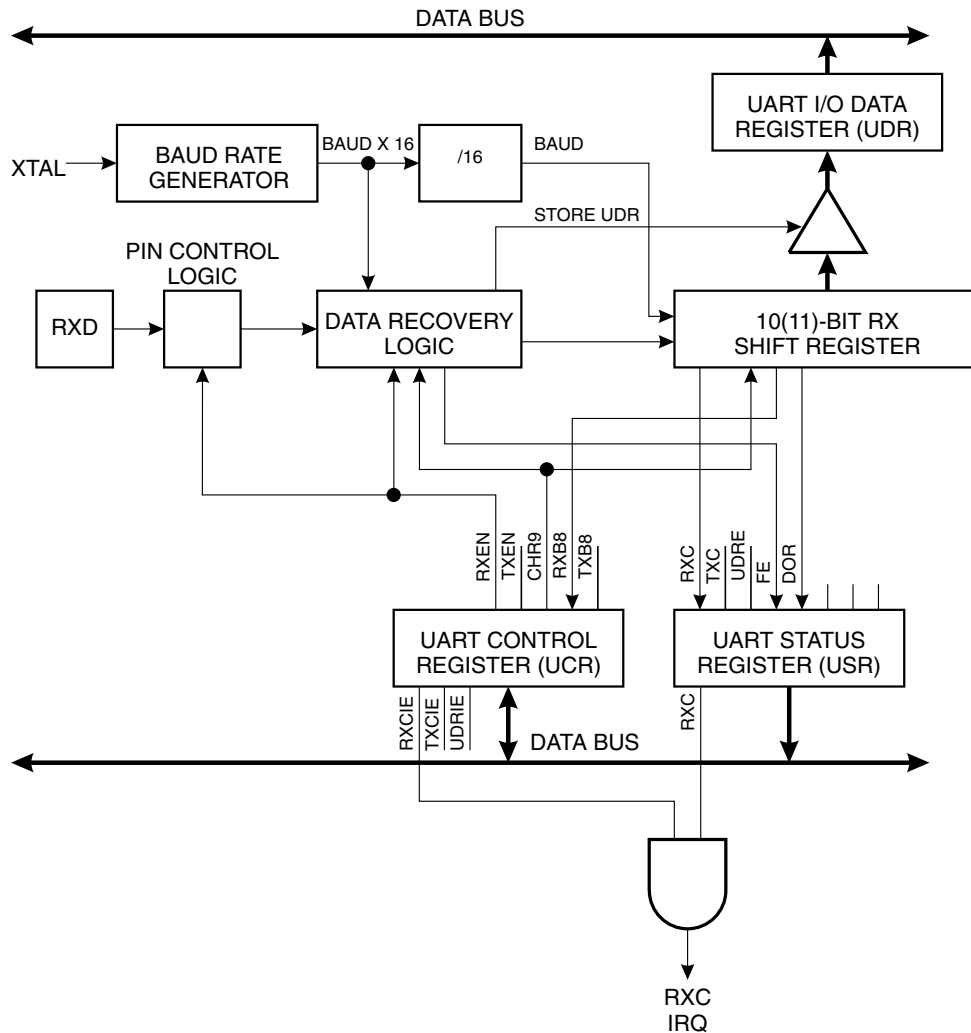 DATA BUS
UART I/O DATA
REGISTER (UDR)
XTAL
BAUD RATE
GENERATOR
BAUD X 16
/16
BAUD
STORE UDR
PIN CONTROL
LOGIC
RXD
DATA RECOVERY
LOGIC
10(11)-BIT RX
SHIFT REGISTER
RXEN
TXEN
CHR9
RXB8
TXB8
RXC
TXC
UDRE
FE
DOR
UART CONTROL
REGISTER (UCR)
UART STATUS
REGISTER (USR)
RXCIE
TXCIE
UDRIE
RXC
DATA BUS
RXC
IRQ